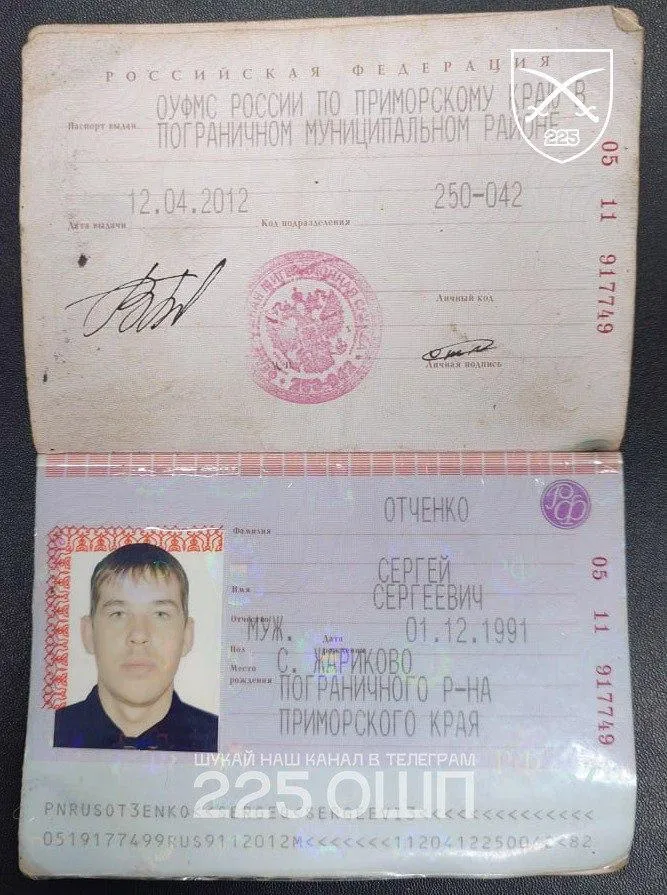 225
РОССИЙСКАЯ ФЕДЕРАЦИЯ
Паспорт выдан ОУФМС РОССИИ ПО ПРИМОРСКОМУ КРАЮ В
ПОГРАНИЧНОМ МУНИЦИПАЛЬНОМ РАЙОНЕ
12.04.2012 250-042
Дата выдачи Код подразделения
05 11 917749
Личный код
Личная подпись
ОТЧЕНКО
Фамилия
СЕРГЕЙ
Имя
СЕРГЕЕВИЧ
Отчество
МУЖ. 01.12.1991
Пол Дата рождения
Место рождения С. ЖАРИКОВО
ПОГРАНИЧНОГО Р-НА
ПРИМОРСКОГО КРАЯ
05 11 917749
ШУКАЙ НАШ КАНАЛ В ТЕЛЕГРАМ
225 ОШП
PNRUSOT3ENKO<<
0519177499RUS9112012M<<<<<<<